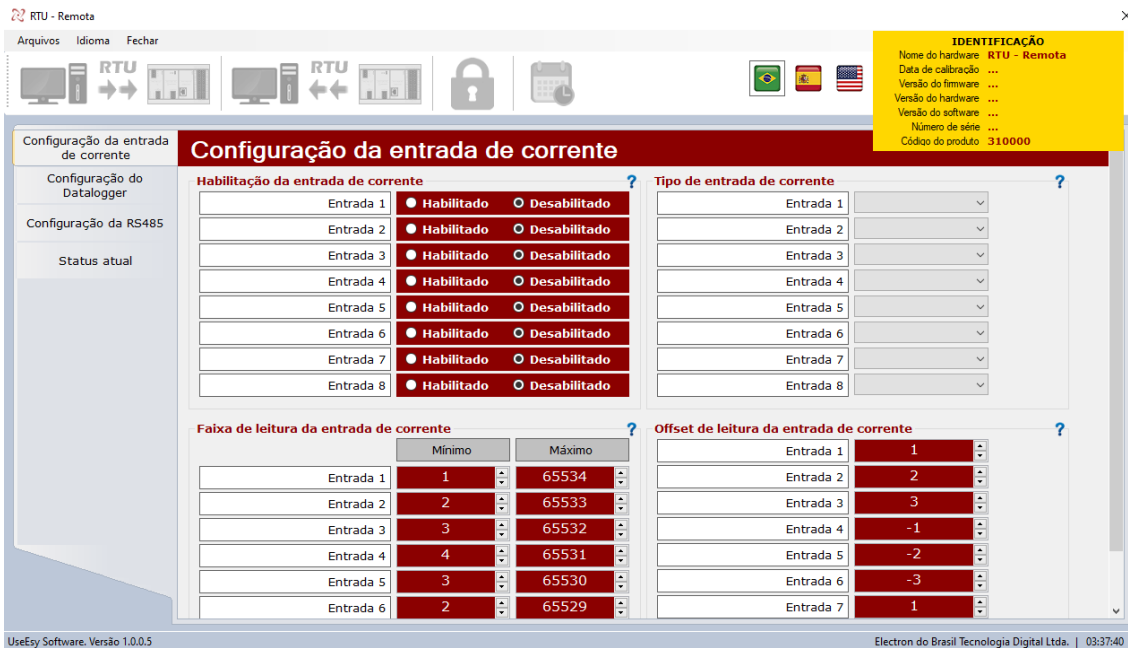 RTU - Remota
Arquivos Idioma Fechar
RTU
RTU
IDENTIFICAÇÃO
Nome do hardware RTU - Remota
Data de calibração ...
Versão do firmware ...
Versão do hardware ...
Versão do software ...
Número de série ...
Código do produto 310000
Configuração da entrada
de corrente
Configuração do
Datalogger
Configuração da RS485
Status atual
Configuração da entrada de corrente
Habilitação da entrada de corrente ?
Entrada 1 Habilitado Desabilitado
Entrada 2 Habilitado Desabilitado
Entrada 3 Habilitado Desabilitado
Entrada 4 Habilitado Desabilitado
Entrada 5 Habilitado Desabilitado
Entrada 6 Habilitado Desabilitado
Entrada 7 Habilitado Desabilitado
Entrada 8 Habilitado Desabilitado
Tipo de entrada de corrente ?
Entrada 1
Entrada 2
Entrada 3
Entrada 4
Entrada 5
Entrada 6
Entrada 7
Entrada 8
Faixa de leitura da entrada de corrente ?
Mínimo Máximo
Entrada 1 1 65534
Entrada 2 2 65533
Entrada 3 3 65532
Entrada 4 4 65531
Entrada 5 3 65530
Entrada 6 2 65529
Offset de leitura da entrada de corrente ?
Entrada 1 1
Entrada 2 2
Entrada 3 3
Entrada 4 -1
Entrada 5 -2
Entrada 6 -3
Entrada 7 1
UseEsy Software. Versão 1.0.0.5
Electron do Brasil Tecnologia Digital Ltda. | 03:37:40